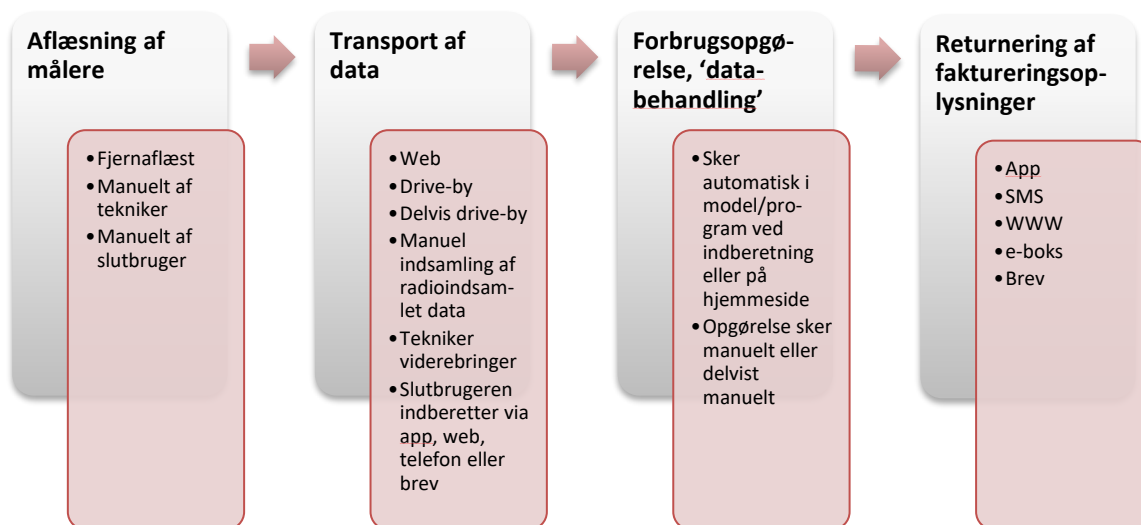 Aflæsning af
målere
• Fjernaflæst
• Manuelt af
tekniker
• Manuelt af
slutbruger
Transport af
data
• Web
• Drive-by
• Delvis drive-by
• Manuel
indsamling af
radioindsam-
let data
• Tekniker
viderebringer
• Slutbrugeren
indberetter via
app, web,
telefon eller
brev
Forbrugsopgø-
relse, ‘data-
behandling’
• Sker
automatisk i
model/pro-
gram ved
indberetning
eller på
hjemmeside
• Opgørelse sker
manuelt eller
delvist
manuelt
Returnering af
faktureringsop-
lysninger
• App
• SMS
• WWW
• e-boks
• Brev